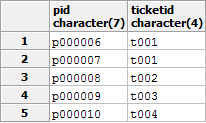 pid ticketid
character(7) character(4)
1 p000006 t001
2 p000007 t001
3 p000008 t002
4 p000009 t003
5 p000010 t004